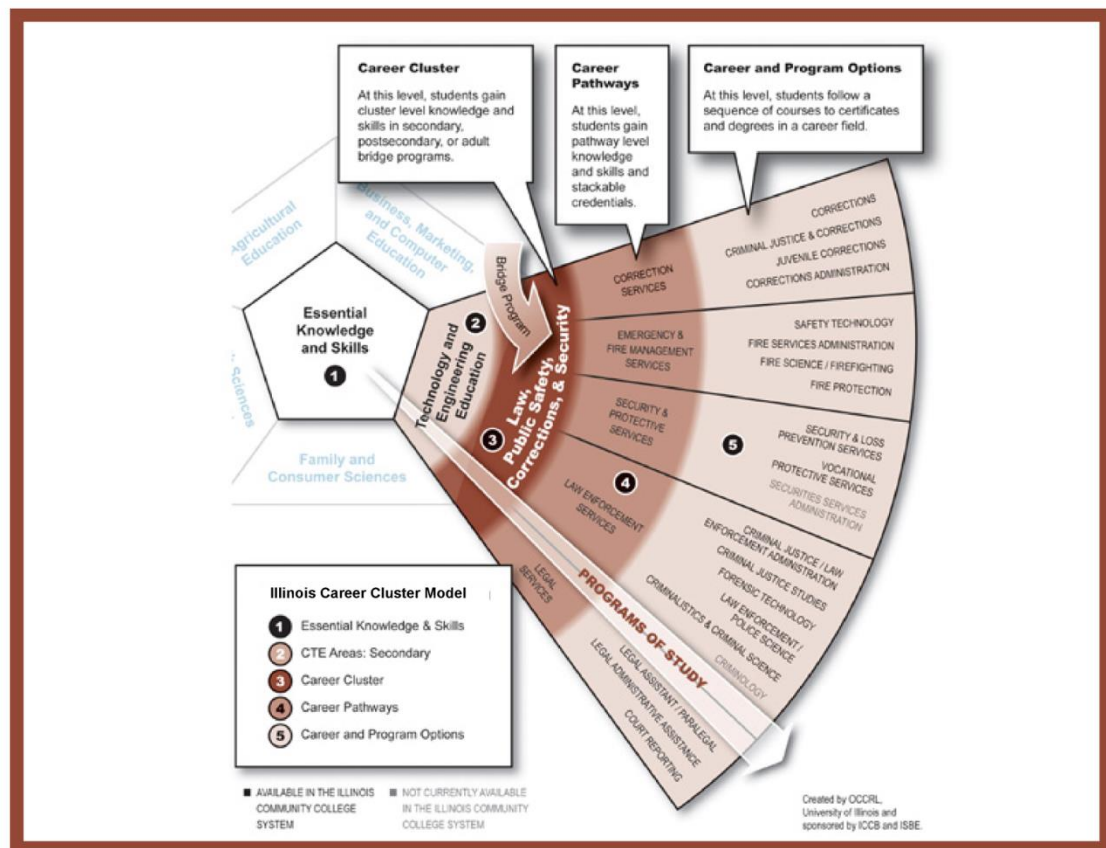 Career Cluster
At this level, students gain
cluster level knowledge and
skills in secondary,
postsecondary, or adult
bridge programs.
Career
Pathways
At this level,
students gain
pathway level
knowledge
and skills and
stackable
credentials.
Career and Program Options
At this level, students follow a
sequence of courses to certificates
and degrees in a career field.
Agricultural
Education
Business, Marketing,
and Computer
Education
Sciences
Family and
Consumer Sciences
Essential
Knowledge
and Skills
1
2
Technology and
Engineering
Education
Bridge Program
3
Law,
Public Safety,
Corrections, & Security
CORRECTION
SERVICES
EMERGENCY &
FIRE MANAGEMENT
SERVICES
SECURITY &
PROTECTIVE
SERVICES
4
LAW ENFORCEMENT
SERVICES
LEGAL
SERVICES
CORRECTIONS
CRIMINAL JUSTICE & CORRECTIONS
JUVENILE CORRECTIONS
CORRECTIONS ADMINISTRATION
SAFETY TECHNOLOGY
FIRE SERVICES ADMINISTRATION
FIRE SCIENCE / FIREFIGHTING
FIRE PROTECTION
5
SECURITY & LOSS
PREVENTION SERVICES
VOCATIONAL
PROTECTIVE SERVICES
SECURITIES SERVICES
ADMINISTRATION
CRIMINAL JUSTICE / LAW
ENFORCEMENT ADMINISTRATION
CRIMINAL JUSTICE STUDIES
FORENSIC TECHNOLOGY
LAW ENFORCEMENT /
POLICE SCIENCE
CRIMINALISTICS & CRIMINAL SCIENCE
CRIMINOLOGY
PROGRAMS OF STUDY
LEGAL ASSISTANT / PARALEGAL
LEGAL ADMINISTRATIVE ASSISTANCE
COURT REPORTING
Illinois Career Cluster Model
1 Essential Knowledge & Skills
2 CTE Areas: Secondary
3 Career Cluster
4 Career Pathways
5 Career and Program Options
AVAILABLE IN THE ILLINOIS
COMMUNITY COLLEGE
SYSTEM
NOT CURRENTLY AVAILABLE
IN THE ILLINOIS COMMUNITY
COLLEGE SYSTEM
Created by OCCRL,
University of Illinois and
sponsored by ICCB and ISBE.